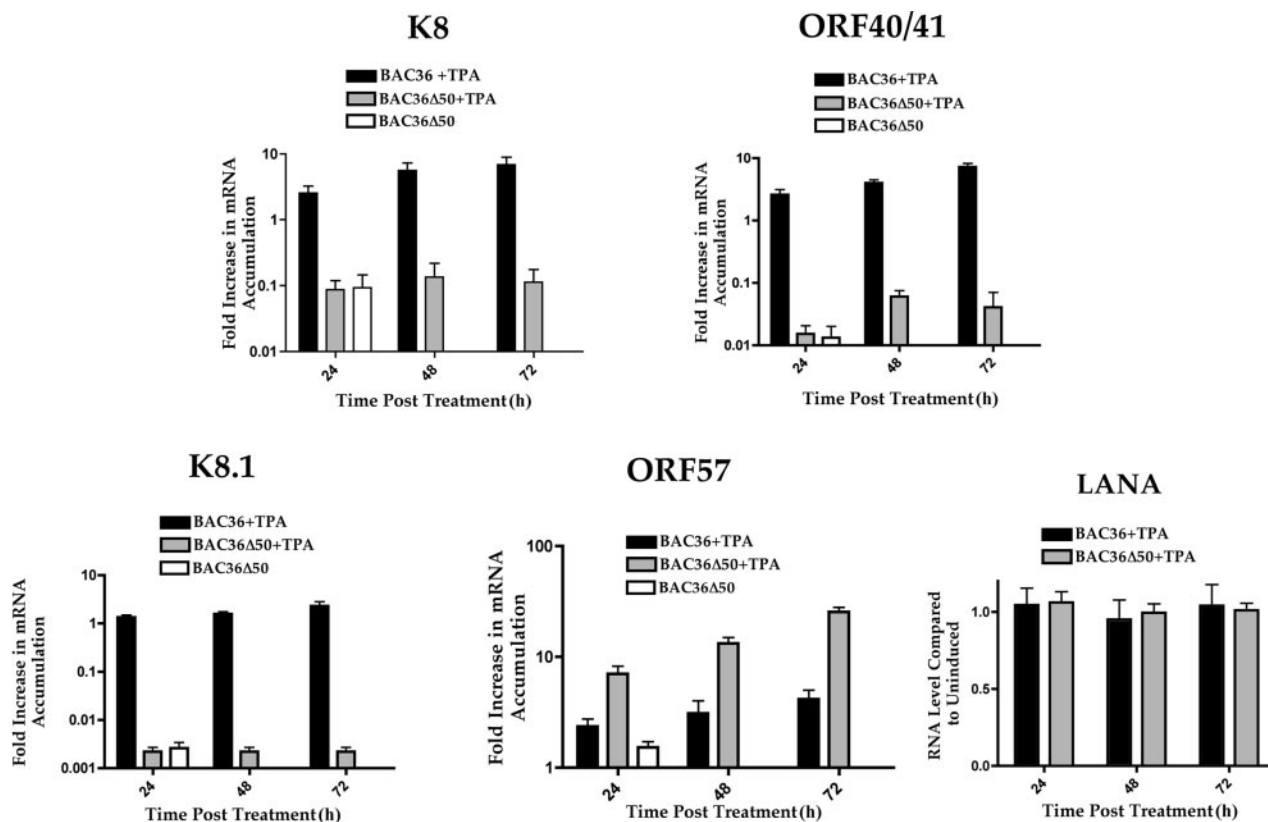 K8
BAC36 +TPA
BAC36Δ50+TPA
BAC36Δ50
Fold Increase in mRNA
Accumulation
10
1
0.1
0.01
24
48
72
Time Post Treatment (h)
ORF40/41
BAC36+TPA
BAC36Δ50+TPA
BAC36Δ50
Fold Increase in mRNA
Accumulation
10
1
0.1
0.01
24
48
72
Time Post Treatment (h)
K8.1
BAC36+TPA
BAC36Δ50+TPA
BAC36Δ50
Fold Increase in mRNA
Accumulation
10
1
0.1
0.01
0.001
24
48
72
Time Post Treatment (h)
ORF57
BAC36+TPA
BAC36Δ50+TPA
BAC36Δ50
Fold Increase in mRNA
Accumulation
100
10
1
24
48
72
Time Post Treatment (h)
LANA
BAC36+TPA
BAC36Δ50+TPA
RNA Level Compared
to Uninduced
1.0
0.5
0.0
24
48
72
Time Post Treatment (h)